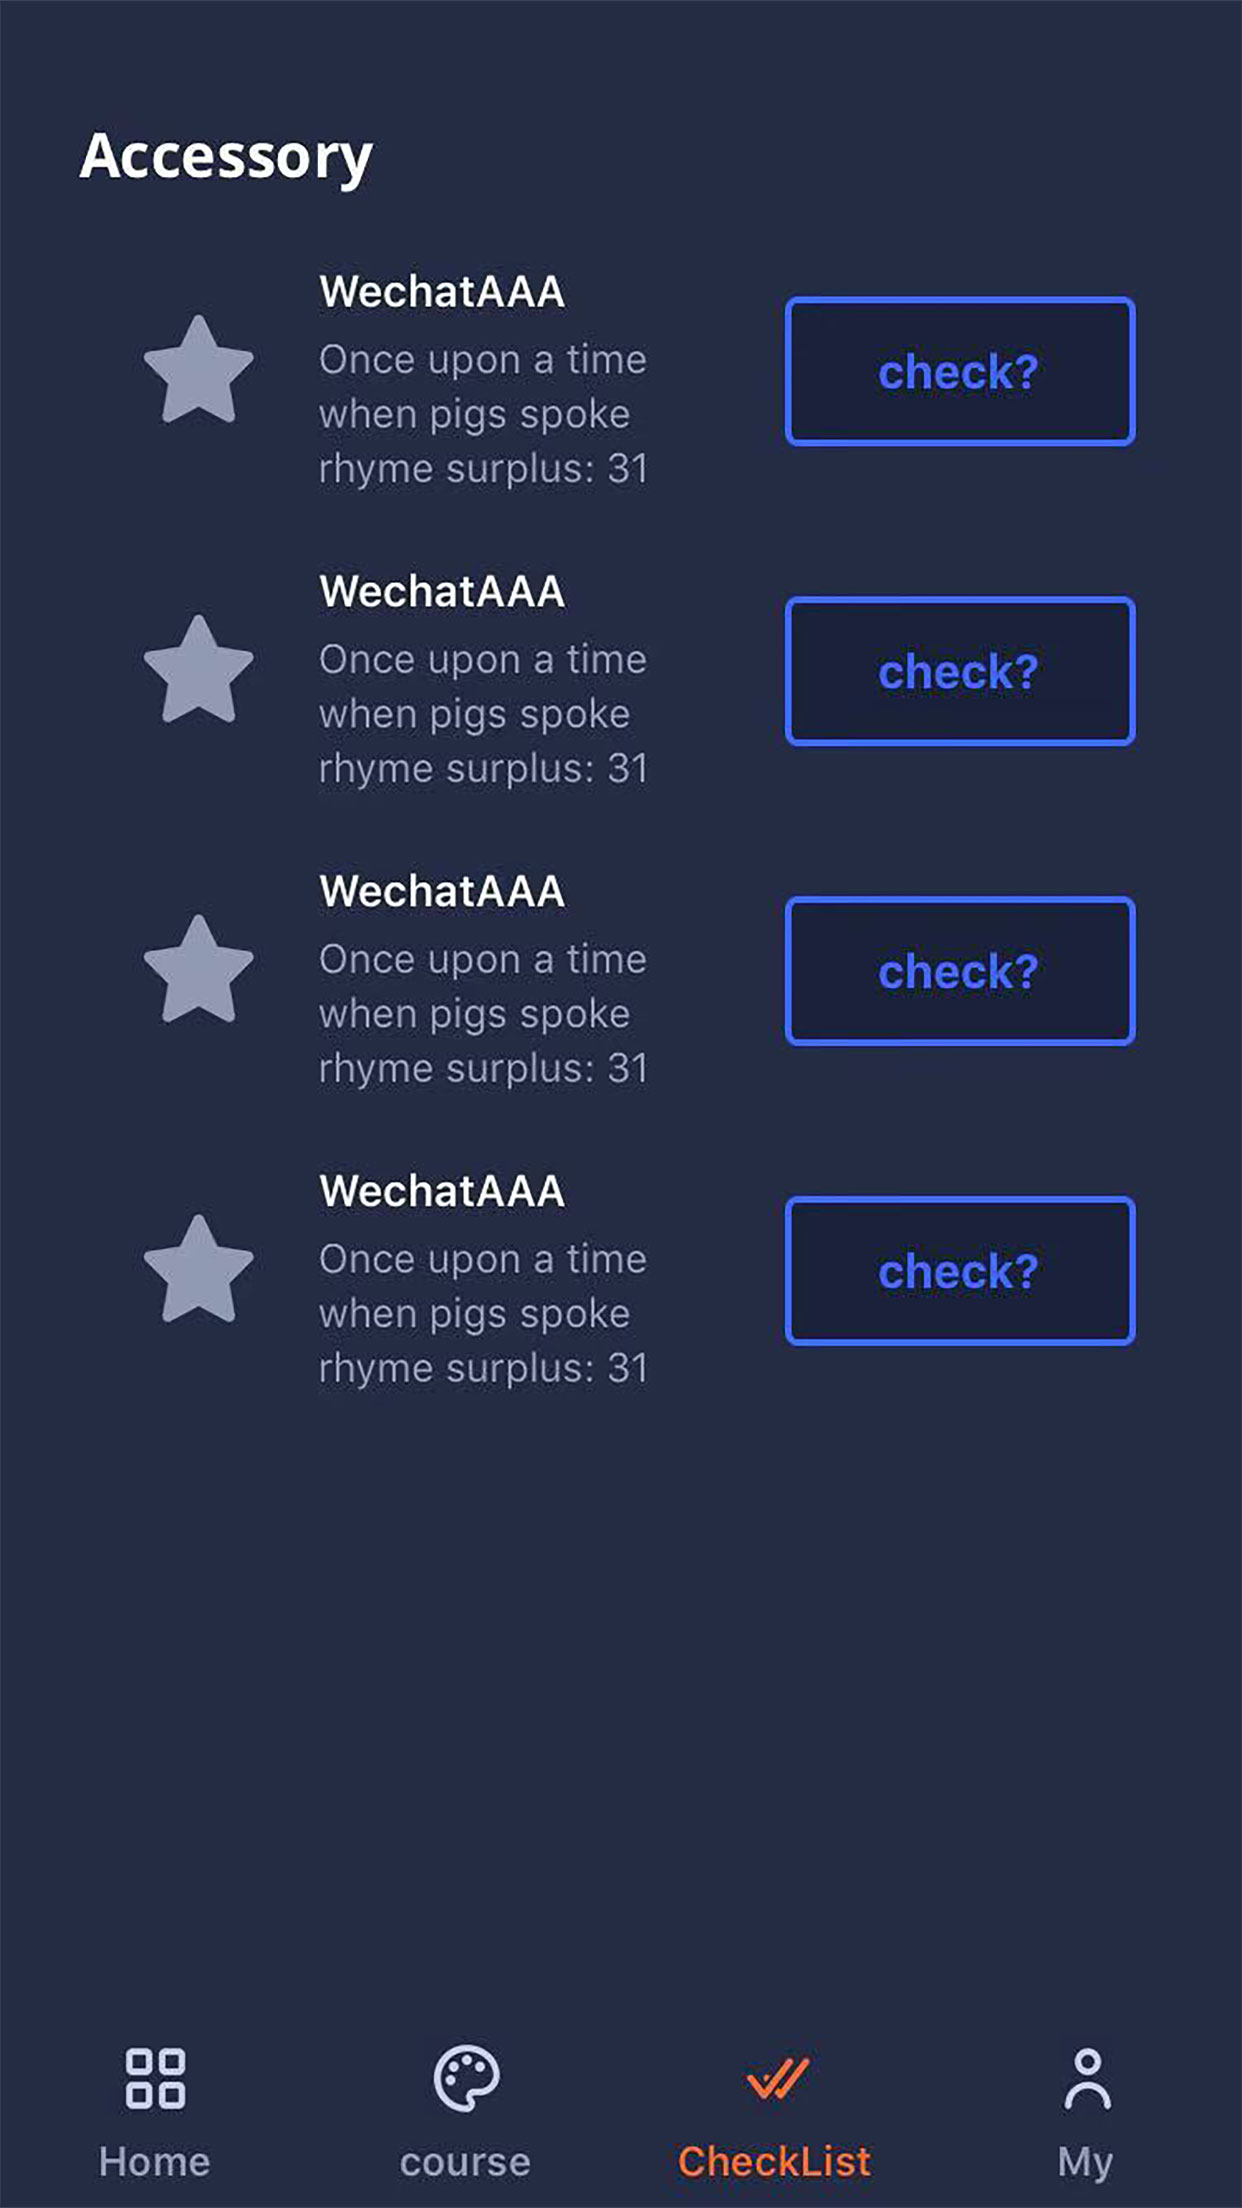 Accessory
WechatAAA
Once upon a time
when pigs spoke
rhyme surplus: 31
check?
WechatAAA
Once upon a time
when pigs spoke
rhyme surplus: 31
check?
WechatAAA
Once upon a time
when pigs spoke
rhyme surplus: 31
check?
WechatAAA
Once upon a time
when pigs spoke
rhyme surplus: 31
check?
Home
course
CheckList
My